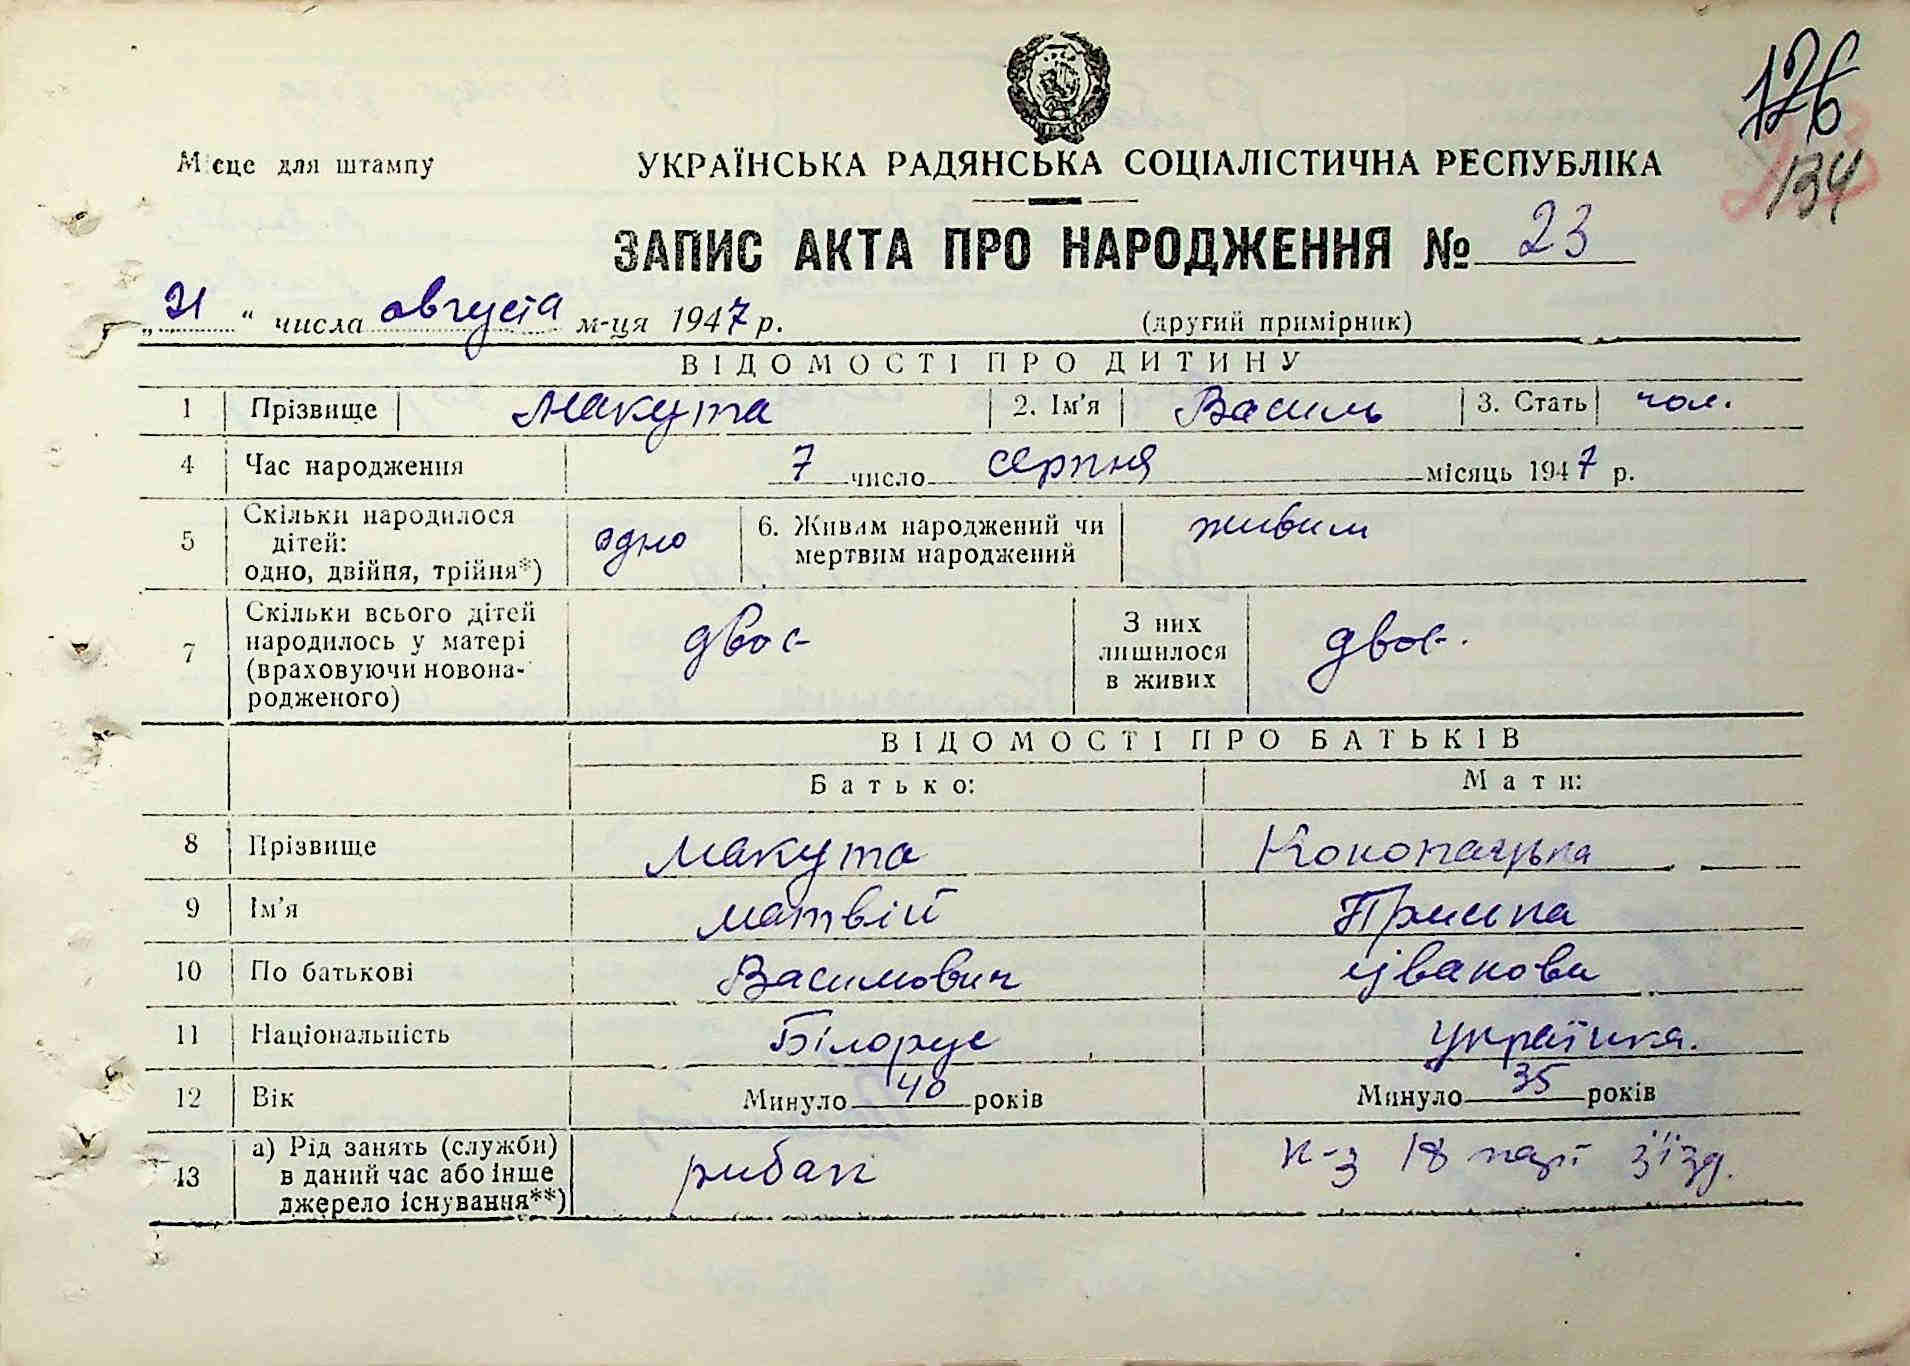 126
134
Місце для штампу
УКРАЇНСЬКА РАДЯНСЬКА СОЦІАЛІСТИЧНА РЕСПУБЛІКА
ЗАПИС АКТА ПРО НАРОДЖЕННЯ № 23
„21“ числа августа м-ця 1947 р.
(другий примірник)
ВІДОМОСТІ ПРО ДИТИНУ
1 Прізвище Макута 2. Ім'я Василь 3. Стать чол.
4 Час народження 7 число серпня місяць 1947 р.
5 Скільки народилося дітей: одно, двійня, трійня*) одно 6. Живим народжений чи мертвим народжений живим
7 Скільки всього дітей народилось у матері (враховуючи новонародженого) двоє З них лишилося в живих двоє.
ВІДОМОСТІ ПРО БАТЬКІВ
Батько: Мати:
8 Прізвище Макута Конопацька
9 Ім'я Матвій Приська
10 По батькові Василович Іванова
11 Національність Білорус українка.
12 Вік Минуло 40 років Минуло 35 років
13 а) Рід занять (служби) в даний час або інше джерело існування**) рибак к-з 18 парт з'їзд.